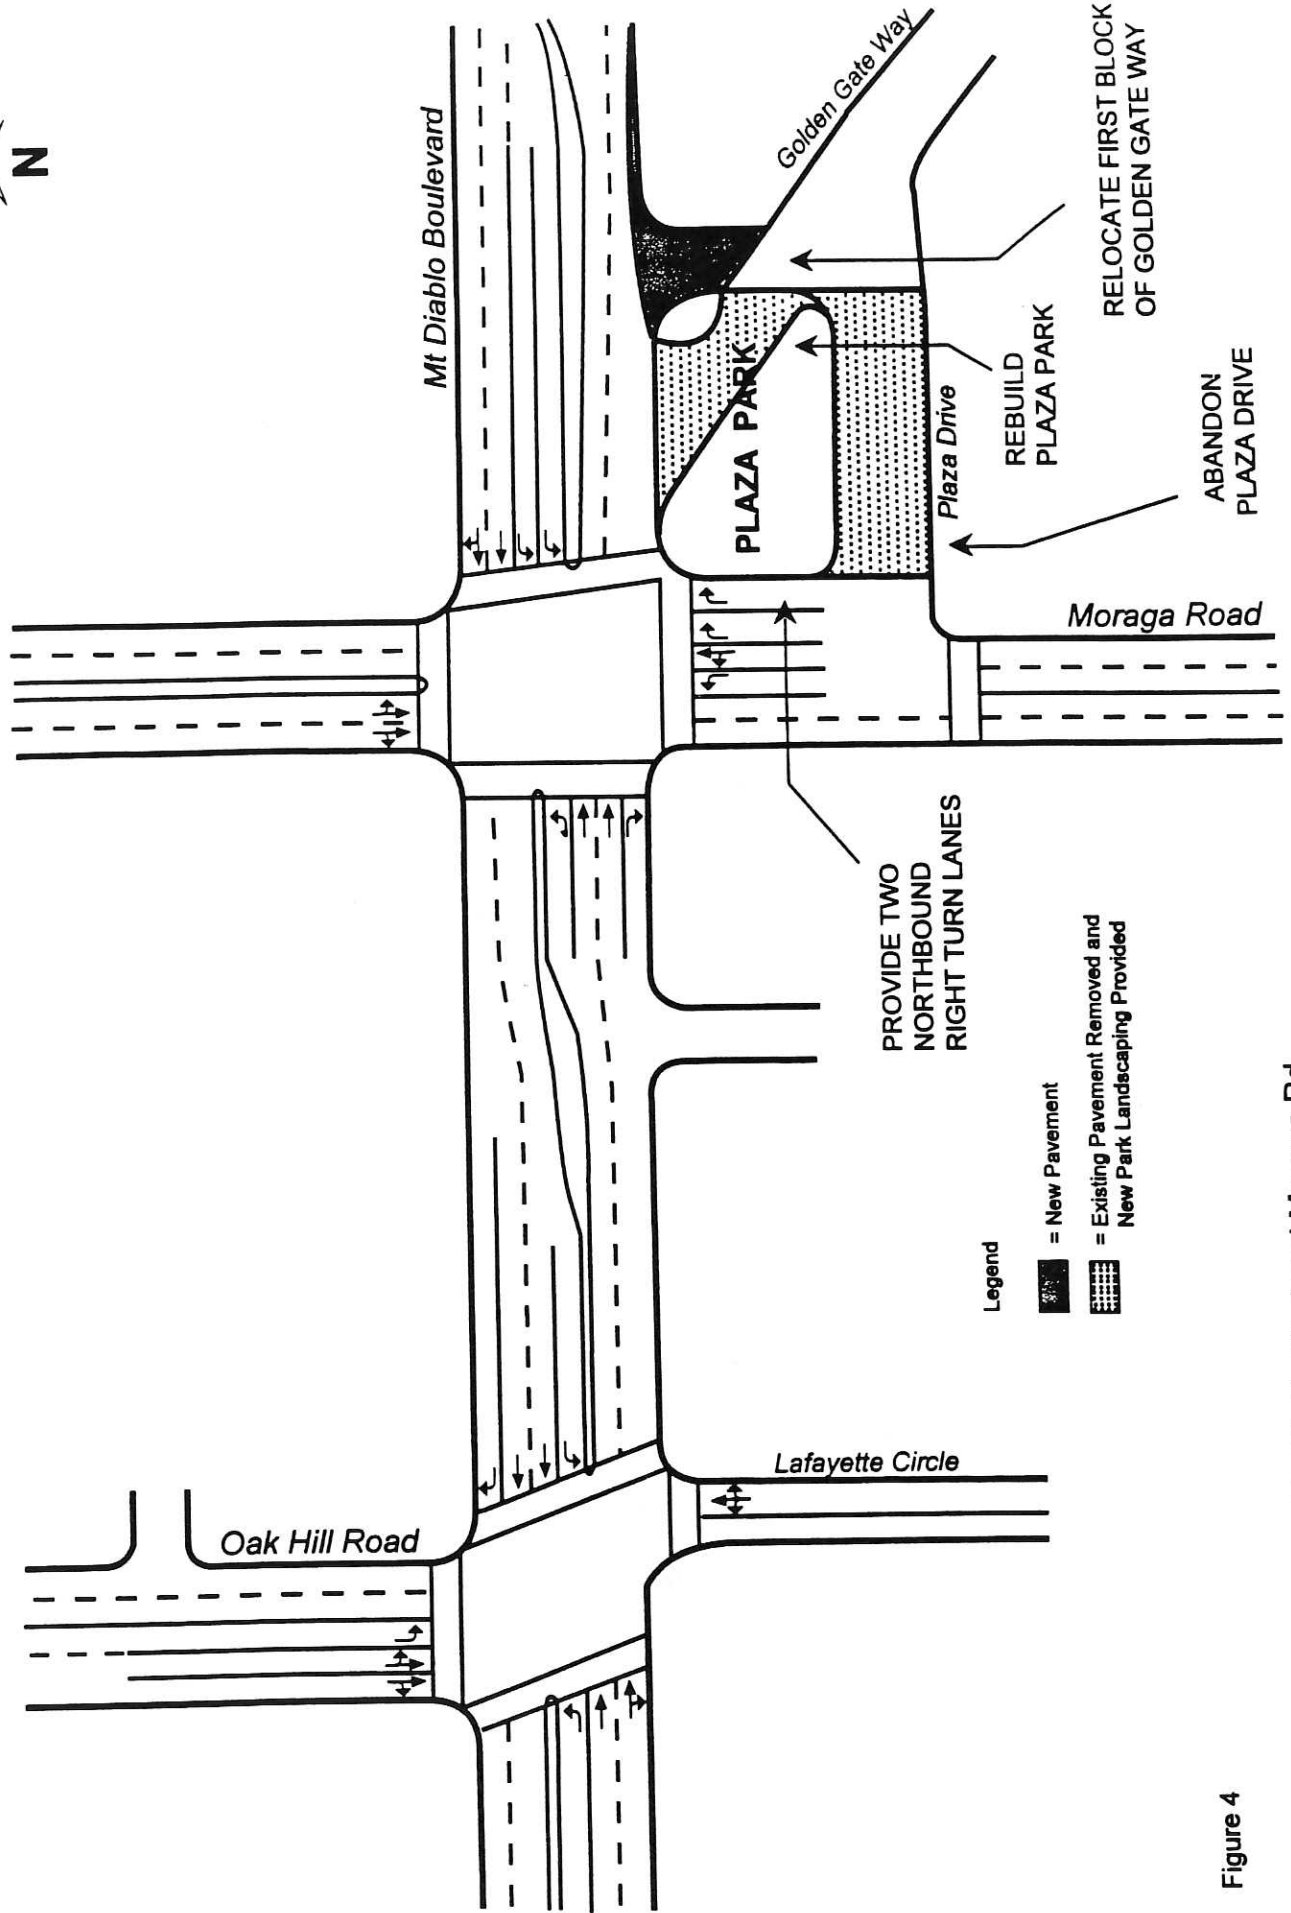 N
Mt Diablo Boulevard
Golden Gate Way
RELOCATE FIRST BLOCK
OF GOLDEN GATE WAY
PLAZA PARK
REBUILD
PLAZA PARK
Plaza Drive
ABANDON
PLAZA DRIVE
Moraga Road
PROVIDE TWO
NORTHBOUND
RIGHT TURN LANES
Oak Hill Road
Lafayette Circle
Legend
= New Pavement
= Existing Pavement Removed and
New Park Landscaping Provided
Figure 4